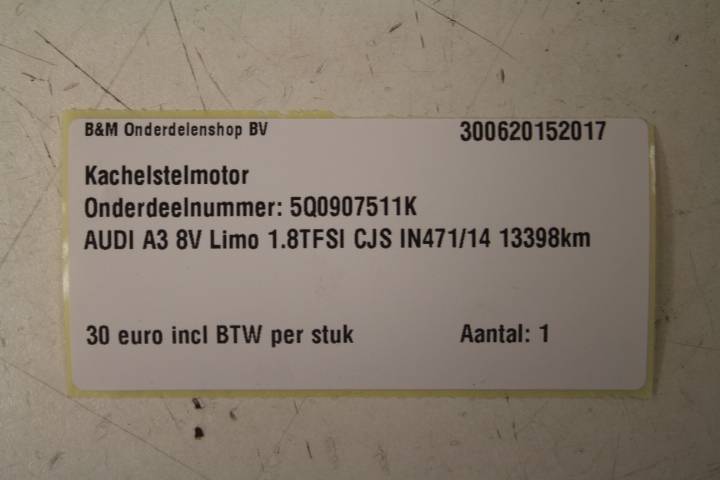 B&M Onderdelenshop BV 300620152017
Kachelstelmotor
Onderdeelnummer: 5Q0907511K
AUDI A3 8V Limo 1.8TFSI CJS IN471/14 13398km
30 euro incl BTW per stuk Aantal: 1